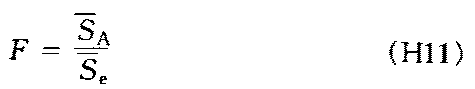 F = S̅_A / S̅_e (H11)